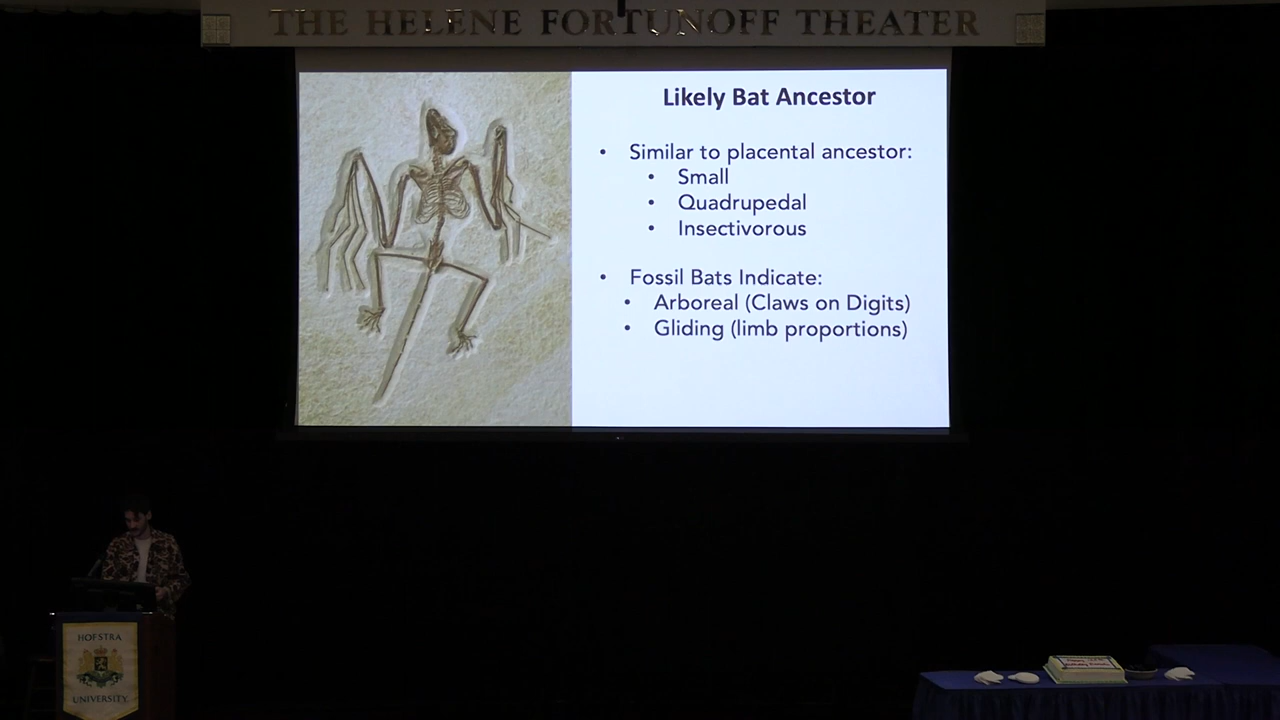 THE HELENE FORTUNOFF THEATER
Likely Bat Ancestor
• Similar to placental ancestor:
• Small
• Quadrupedal
• Insectivorous
• Fossil Bats Indicate:
• Arboreal (Claws on Digits)
• Gliding (limb proportions)
HOFSTRA
UNIVERSITY